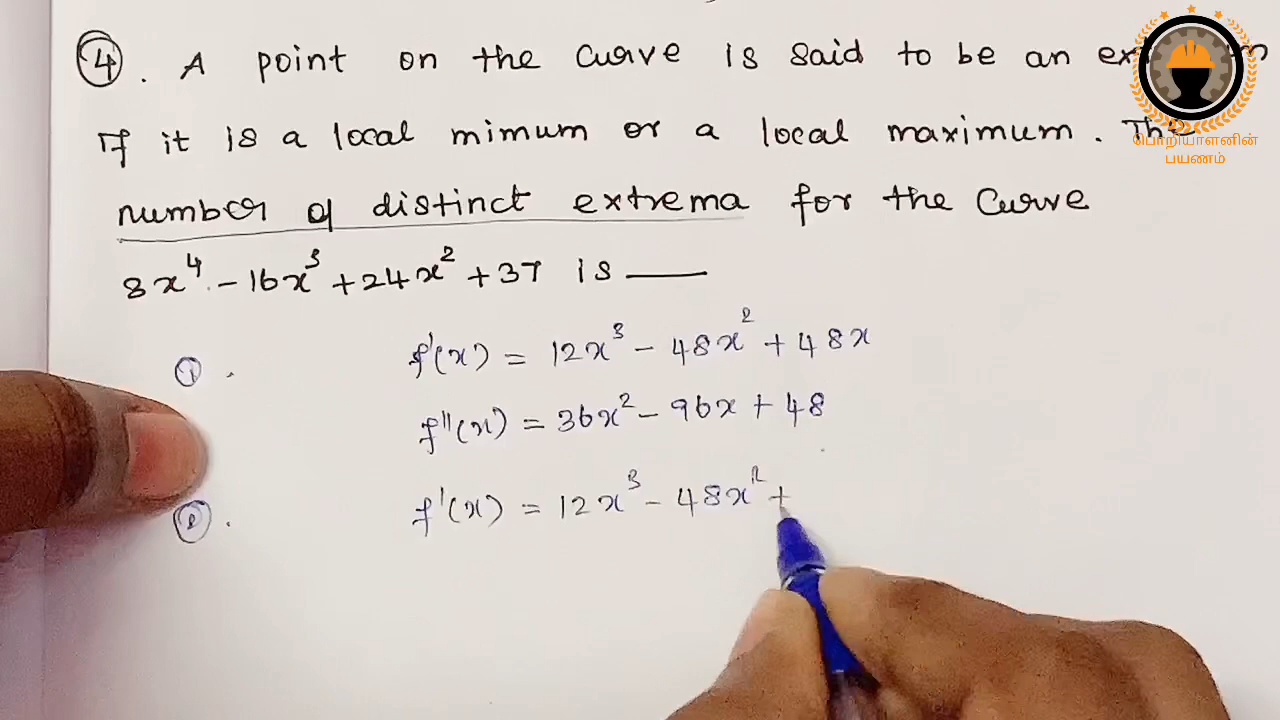 ④. A point on the curve is said to be an
If it is a local mimum or a local maximum. The
number of distinct extrema for the curve
3x⁴ - 16x³ + 24x² + 37 is ___
①. f'(x) = 12x³ - 48x² + 48x
f''(x) = 36x² - 96x + 48
②. f'(x) = 12x³ - 48x² +
பொறியாளனின்
பயணம்